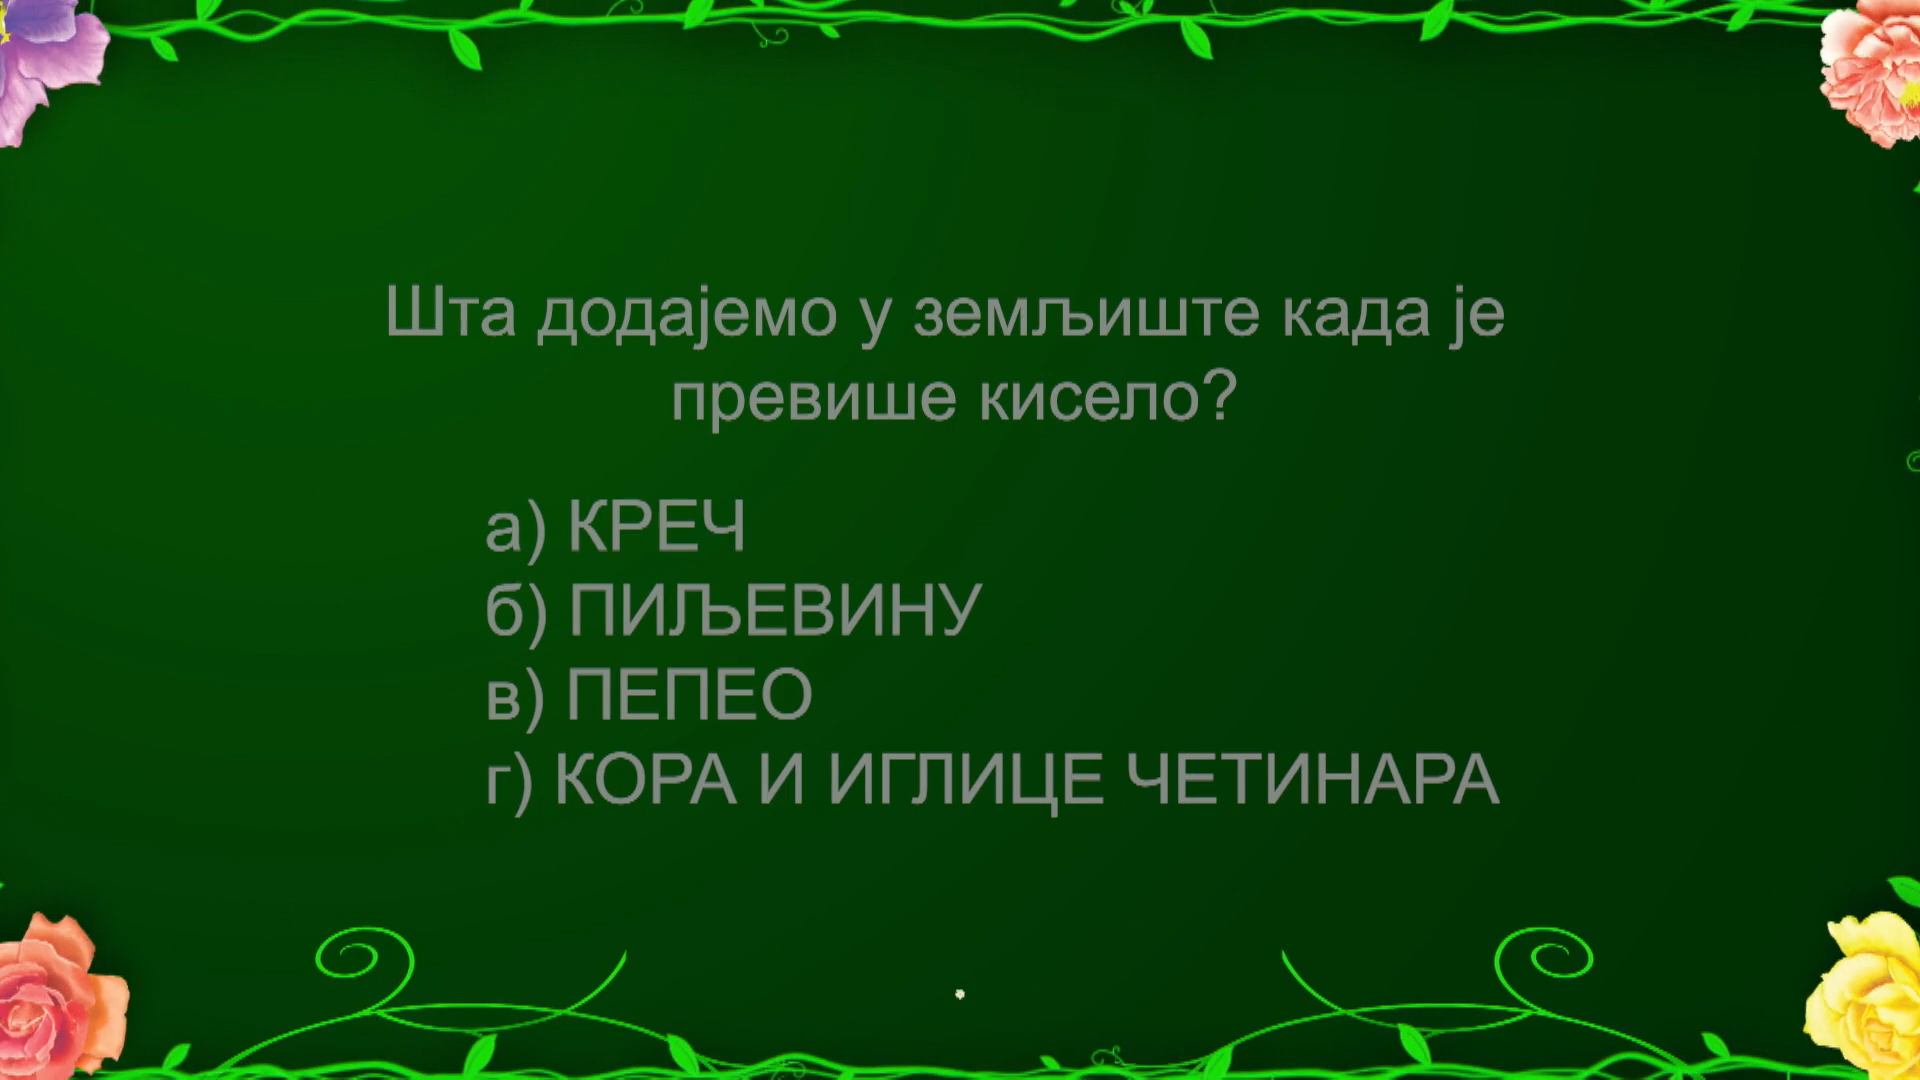 Шта додајемо у земљиште када је
превише кисело?
а) КРЕЧ
б) ПИЉЕВИНУ
в) ПЕПЕО
г) КОРА И ИГЛИЦЕ ЧЕТИНАРА